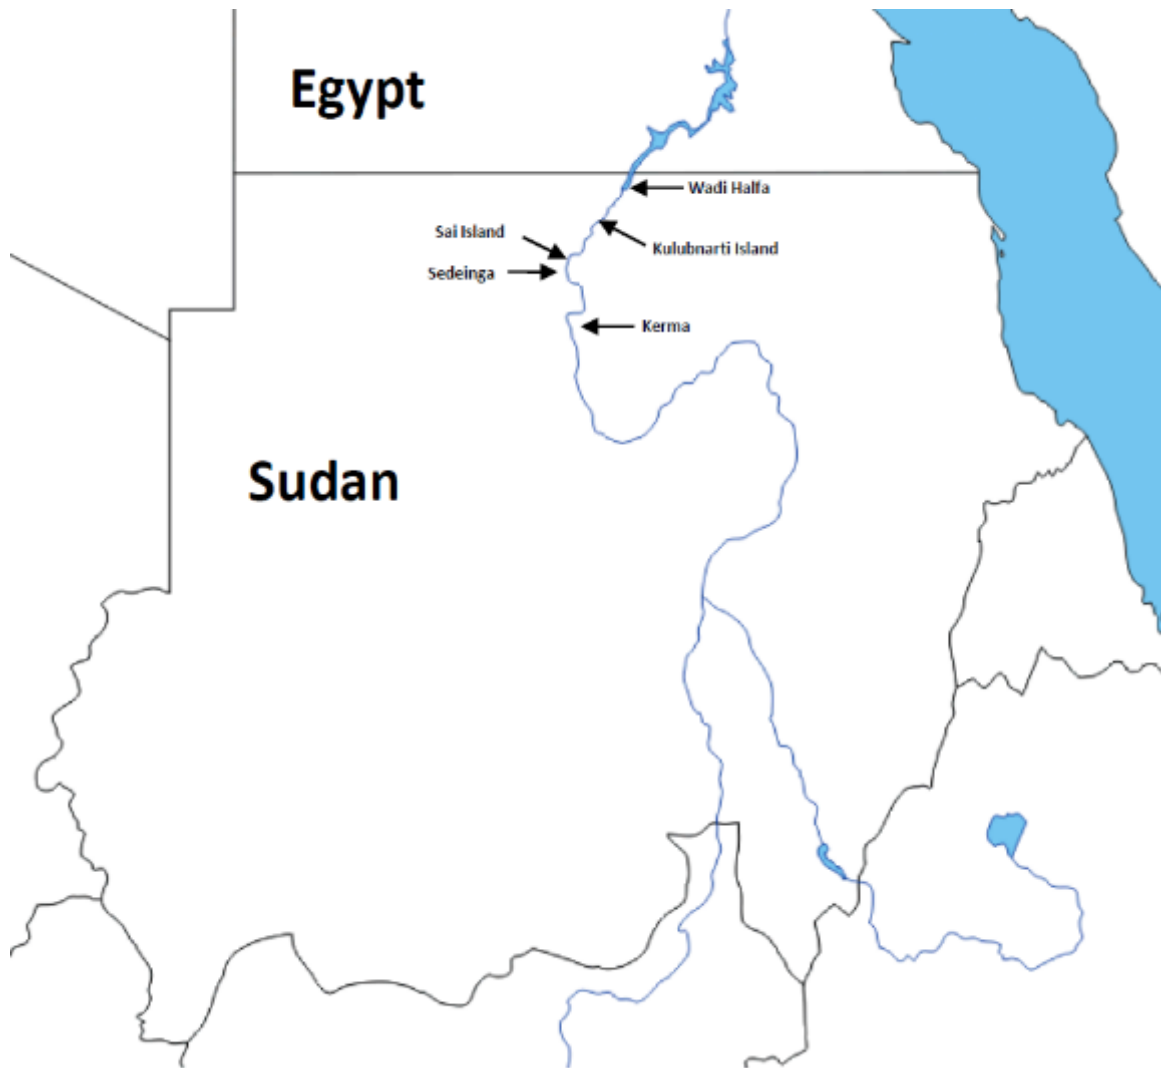 Egypt
Wadi Halfa
Sai Island
Kulubnarti Island
Sedeinga
Kerma
Sudan